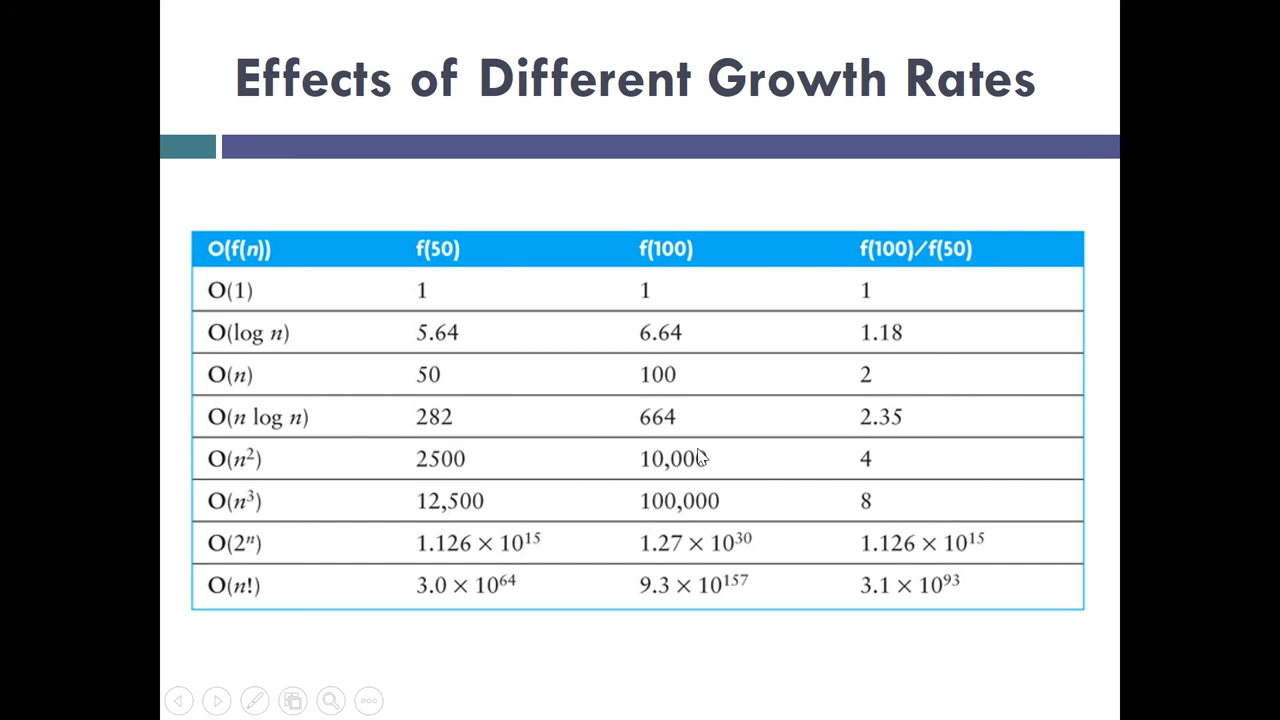 Effects of Different Growth Rates
O(f(n)) f(50) f(100) f(100)/f(50)
O(1) 1 1 1
O(log n) 5.64 6.64 1.18
O(n) 50 100 2
O(n log n) 282 664 2.35
O(n²) 2500 10,000 4
O(n³) 12,500 100,000 8
O(2ⁿ) 1.126 × 10¹⁵ 1.27 × 10³⁰ 1.126 × 10¹⁵
O(n!) 3.0 × 10⁶⁴ 9.3 × 10¹⁵⁷ 3.1 × 10⁹³